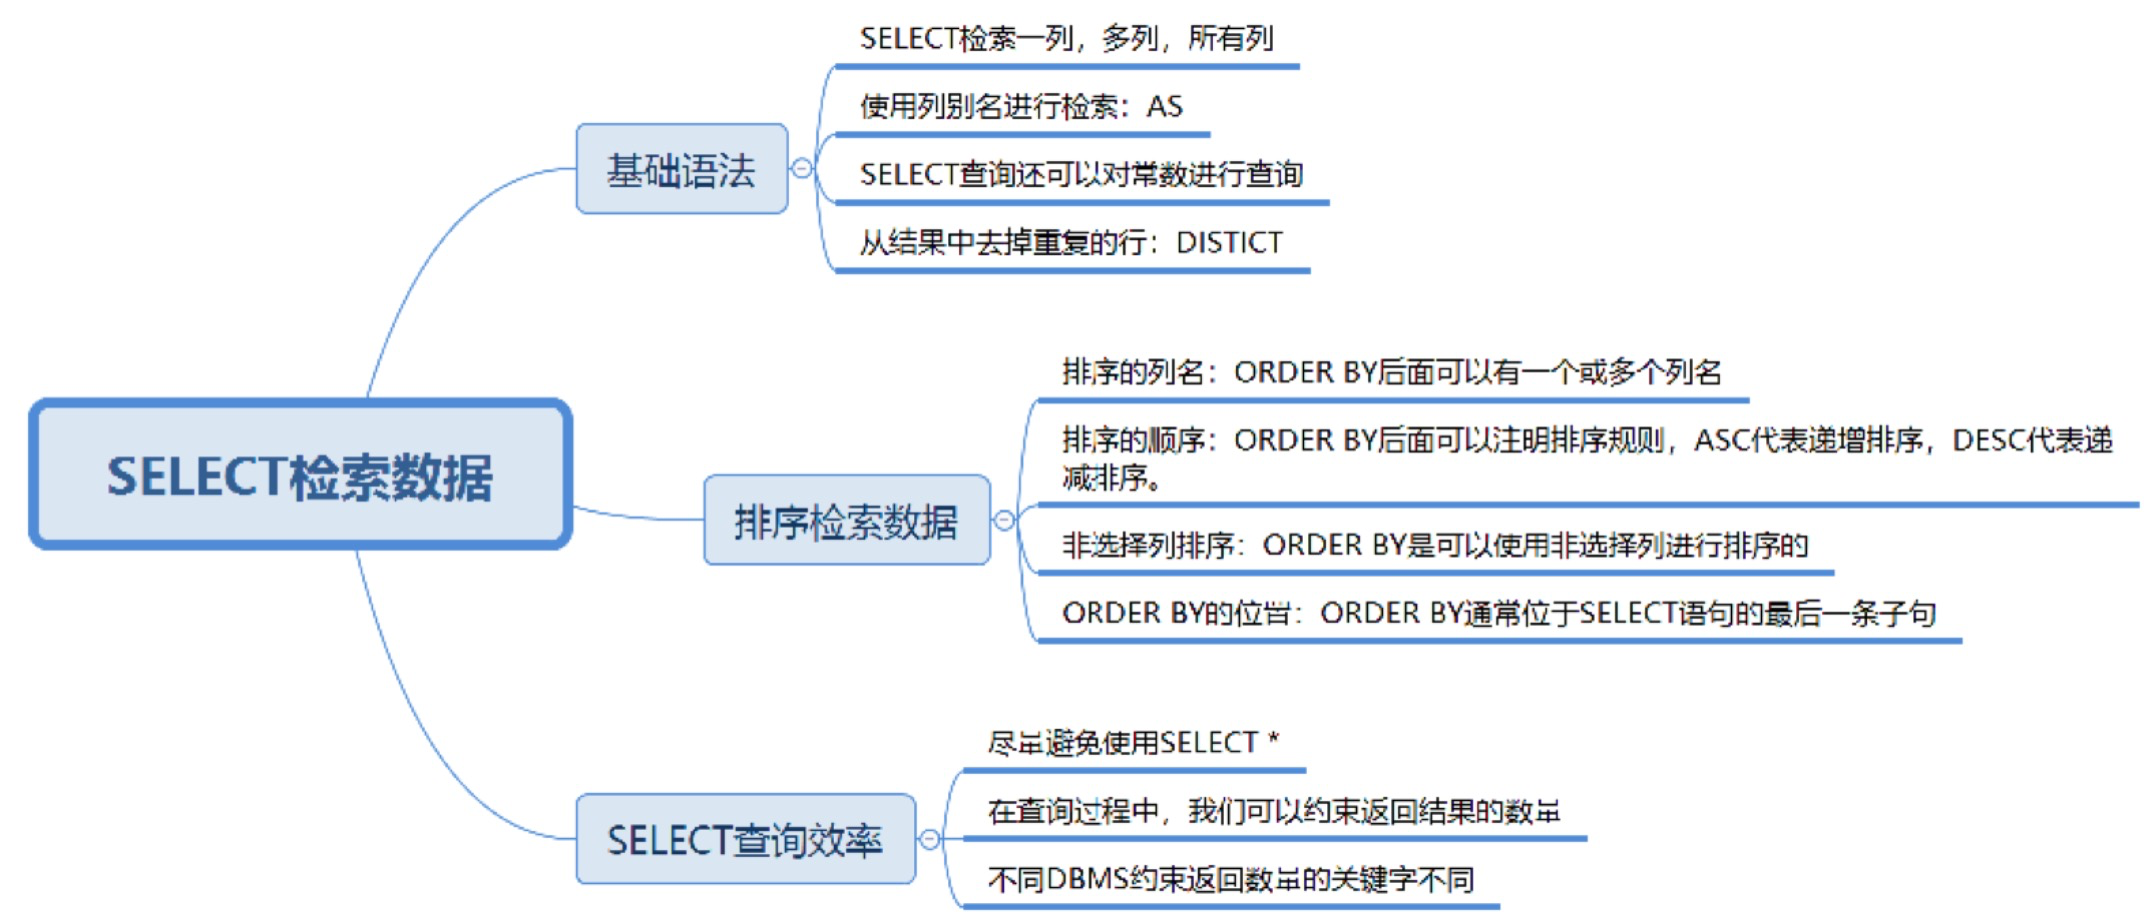 SELECT检索一列，多列，所有列
使用列别名进行检索：AS
SELECT查询还可以对常数进行查询
从结果中去掉重复的行：DISTICT
基础语法
SELECT检索数据
排序的列名：ORDER BY后面可以有一个或多个列名
排序的顺序：ORDER BY后面可以注明排序规则，ASC代表递增排序，DESC代表递
减排序。
非选择列排序：ORDER BY是可以使用非选择列进行排序的
ORDER BY的位置：ORDER BY通常位于SELECT语句的最后一条子句
排序检索数据
尽量避免使用SELECT *
在查询过程中，我们可以约束返回结果的数量
不同DBMS约束返回数量的关键字不同
SELECT查询效率